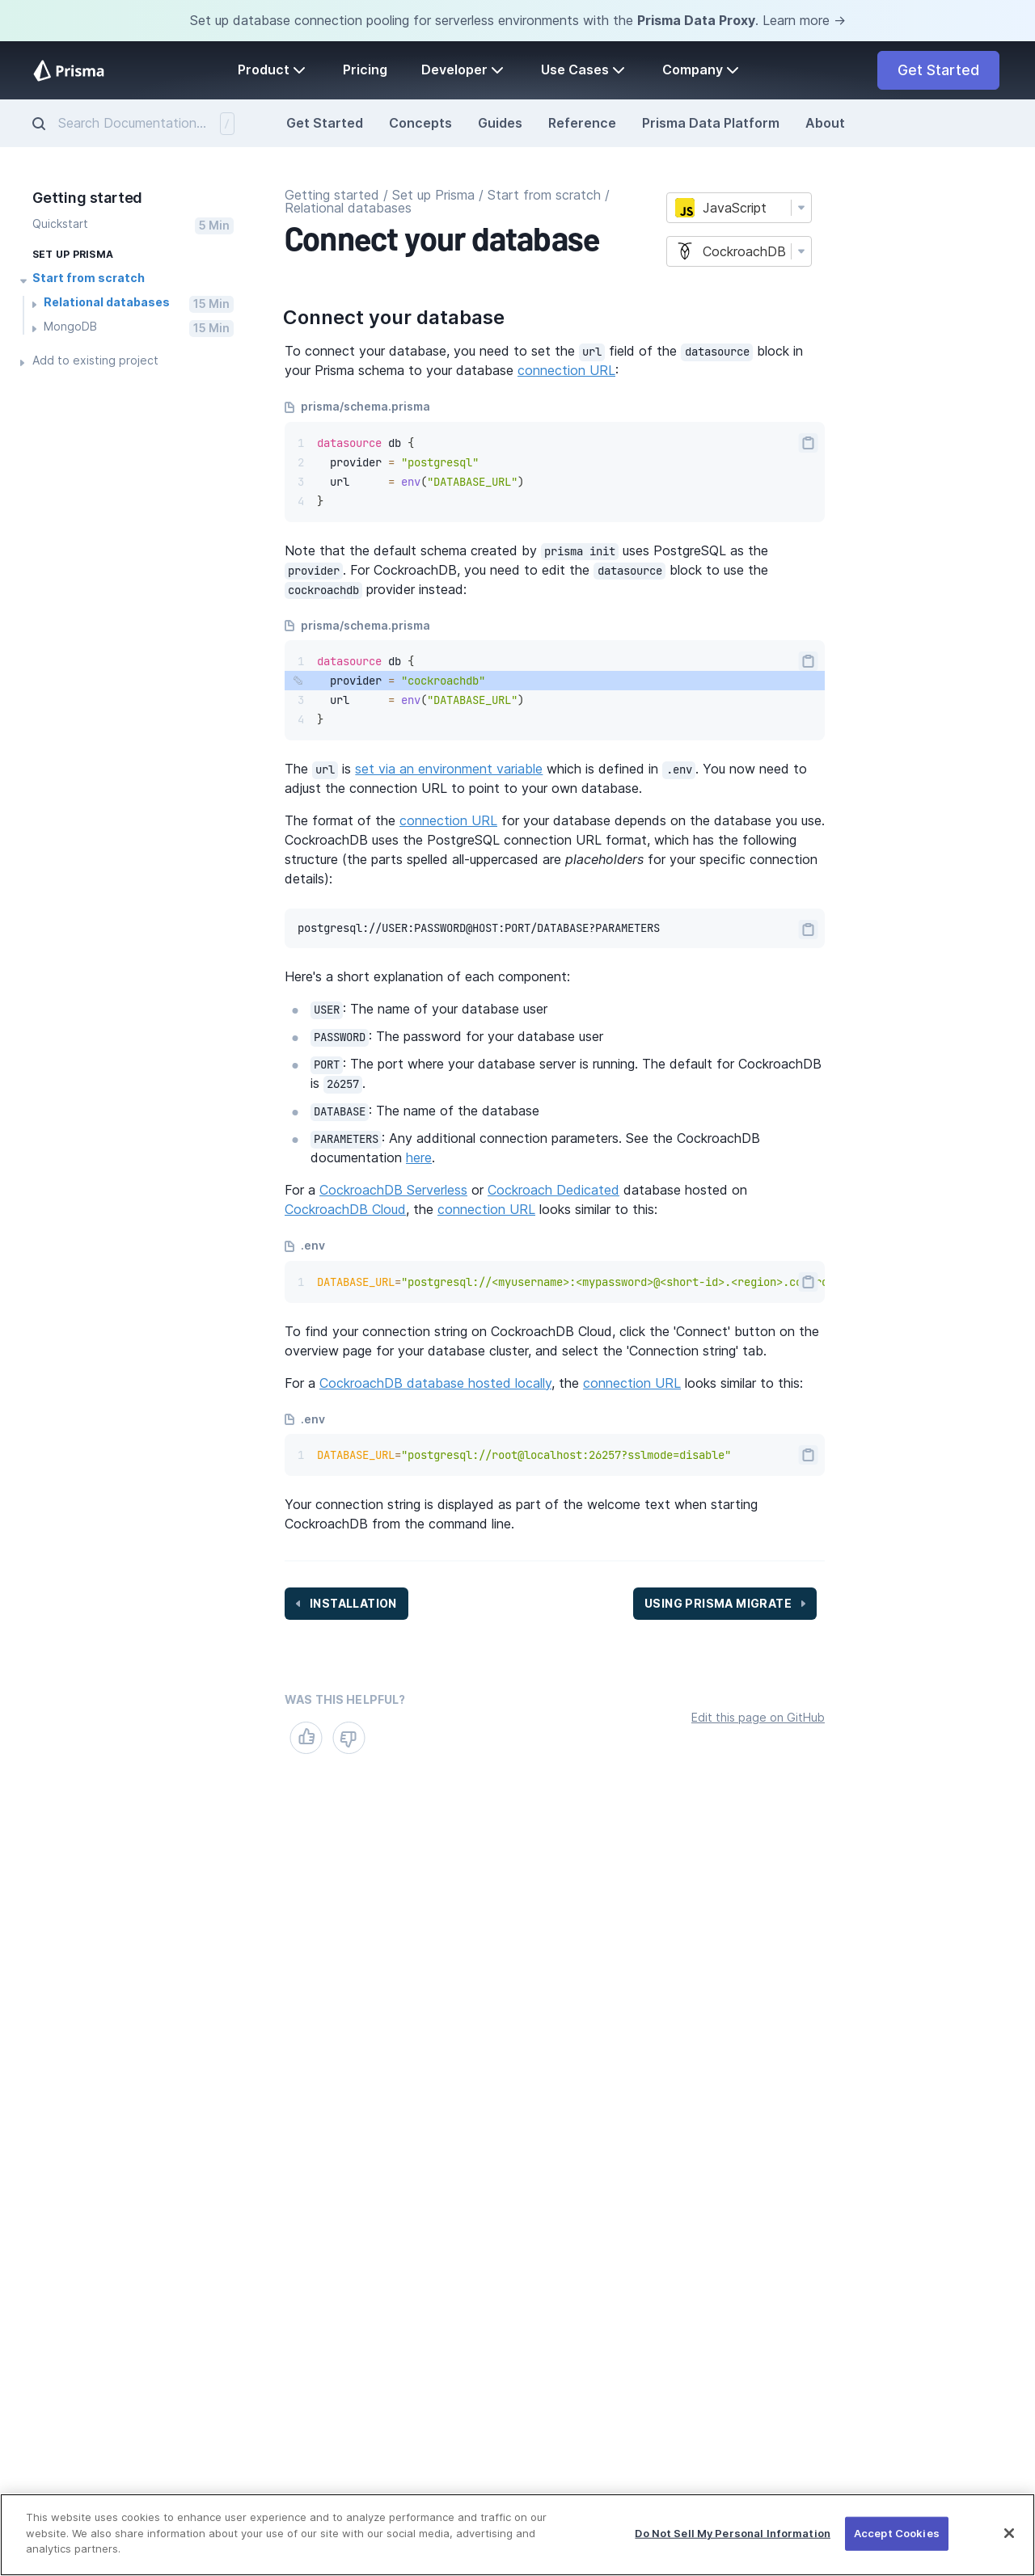 Set up database connection pooling for serverless environments with the Prisma Data Proxy. Learn more →
Prisma
Product
Pricing
Developer
Use Cases
Company
Get Started
Search Documentation...
/
Get Started
Concepts
Guides
Reference
Prisma Data Platform
About
Getting started
Quickstart
5 Min
SET UP PRISMA
Start from scratch
Relational databases
15 Min
MongoDB
15 Min
Add to existing project
Getting started / Set up Prisma / Start from scratch /
Relational databases
Connect your database
JS JavaScript
CockroachDB
Connect your database
To connect your database, you need to set the url field of the datasource block in
your Prisma schema to your database connection URL:
prisma/schema.prisma
1 datasource db {
2 provider = "postgresql"
3 url      = env("DATABASE_URL")
4 }
Note that the default schema created by prisma init uses PostgreSQL as the
provider. For CockroachDB, you need to edit the datasource block to use the
cockroachdb provider instead:
prisma/schema.prisma
1 datasource db {
provider = "cockroachdb"
3 url      = env("DATABASE_URL")
4 }
The url is set via an environment variable which is defined in .env. You now need to
adjust the connection URL to point to your own database.
The format of the connection URL for your database depends on the database you use.
CockroachDB uses the PostgreSQL connection URL format, which has the following
structure (the parts spelled all-uppercased are placeholders for your specific connection
details):
postgresql://USER:PASSWORD@HOST:PORT/DATABASE?PARAMETERS
Here's a short explanation of each component:
USER: The name of your database user
PASSWORD: The password for your database user
PORT: The port where your database server is running. The default for CockroachDB
is 26257.
DATABASE: The name of the database
PARAMETERS: Any additional connection parameters. See the CockroachDB
documentation here.
For a CockroachDB Serverless or Cockroach Dedicated database hosted on
CockroachDB Cloud, the connection URL looks similar to this:
.env
1 DATABASE_URL="postgresql://<myusername>:<mypassword>@<short-id>.<region>.
To find your connection string on CockroachDB Cloud, click the 'Connect' button on the
overview page for your database cluster, and select the 'Connection string' tab.
For a CockroachDB database hosted locally, the connection URL looks similar to this:
.env
1 DATABASE_URL="postgresql://root@localhost:26257?sslmode=disable"
Your connection string is displayed as part of the welcome text when starting
CockroachDB from the command line.
INSTALLATION
USING PRISMA MIGRATE
WAS THIS HELPFUL?
Edit this page on GitHub
This website uses cookies to enhance user experience and to analyze performance and traffic on our
website. We also share information about your use of our site with our social media, advertising and
analytics partners.
Do Not Sell My Personal Information
Accept Cookies